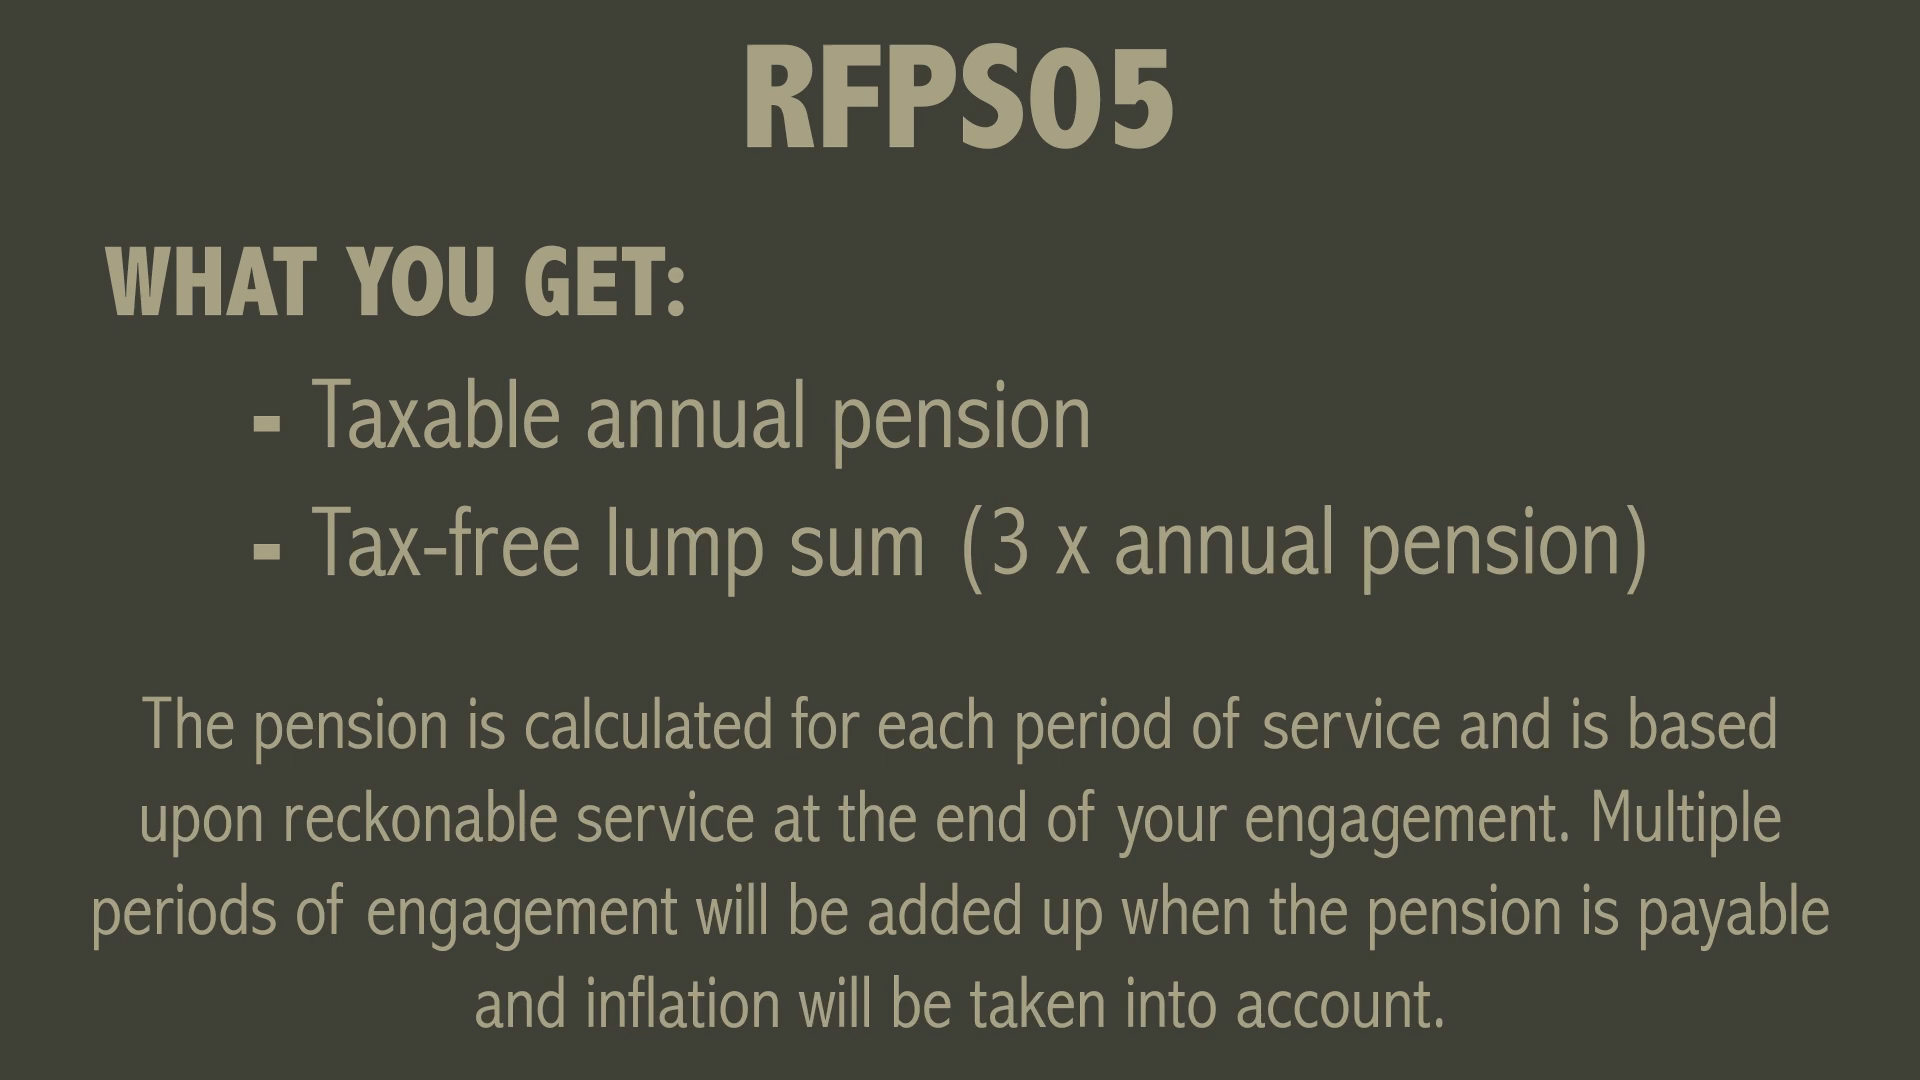 RFPS05
WHAT YOU GET:
- Taxable annual pension
- Tax-free lump sum (3 x annual pension)
The pension is calculated for each period of service and is based
upon reckonable service at the end of your engagement. Multiple
periods of engagement will be added up when the pension is payable
and inflation will be taken into account.